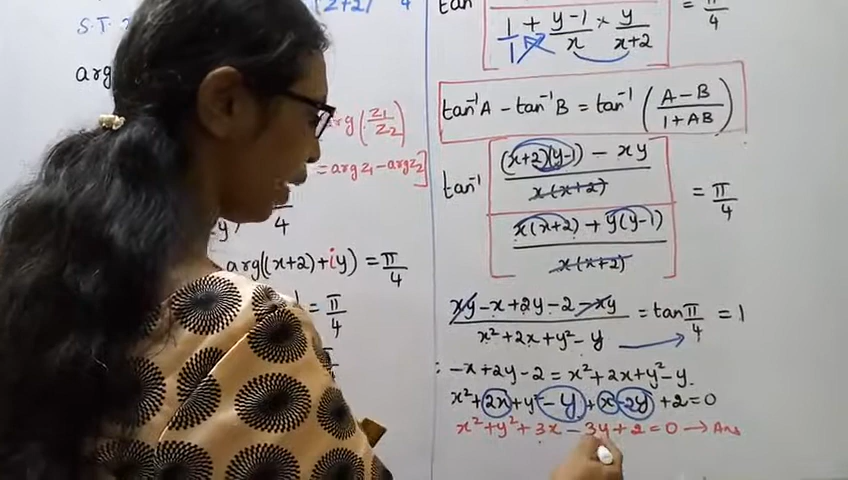 (z+2) 4
S.T.
arg
arg(z₁/z₂)
= arg z₁ - arg z₂]
4
y
arg((x+2)+iy) = π/4
= π/4
π
tan
1/1 + y-1/x × y/x+2 = π/4
tan⁻¹A - tan⁻¹B = tan⁻¹(A-B/1+AB)
tan⁻¹[(x+2)(y-1) - xy/x(x+2) / x(x+2)+y(y-1)/x(x+2)] = π/4
xy-x+2y-2-xy/x²+2x+y²-y = tan π/4 = 1
: -x+2y-2 = x²+2x+y²-y
x²+2x+y²-y+x-2y+2=0
x²+y²+3x-3y+2=0 → Ans